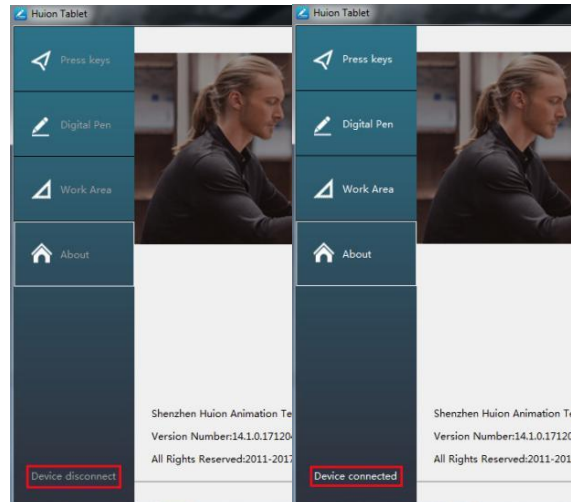 Huion Tablet
Press keys
Digital Pen
Work Area
About
Shenzhen Huion Animation Te
Version Number:14.1.0.17120
All Rights Reserved:2011-2017
Device disconnect
Huion Tablet
Press keys
Digital Pen
Work Area
About
Shenzhen Huion Animation T
Version Number:14.1.0.17120
All Rights Reserved:2011-201
Device connected